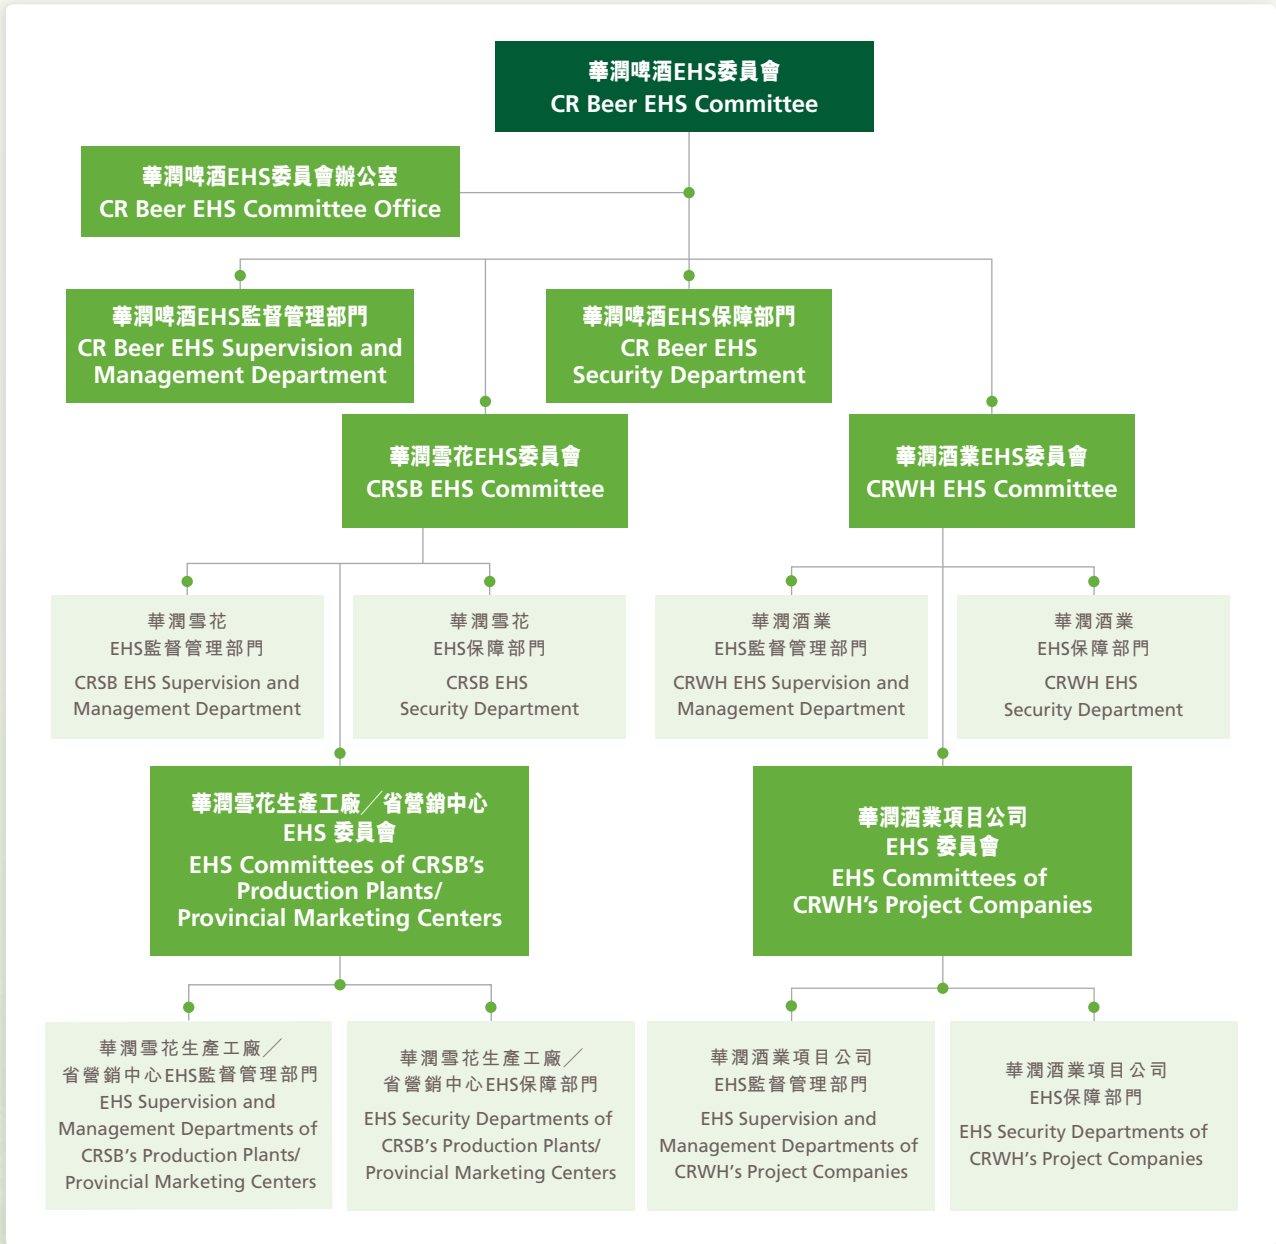 華潤啤酒EHS委員會
CR Beer EHS Committee
華潤啤酒EHS委員會辦公室
CR Beer EHS Committee Office
華潤啤酒EHS監督管理部門
CR Beer EHS Supervision and
Management Department
華潤啤酒EHS保障部門
CR Beer EHS
Security Department
華潤雪花EHS委員會
CRSB EHS Committee
華潤酒業EHS委員會
CRWH EHS Committee
華潤雪花
EHS監督管理部門
CRSB EHS Supervision and
Management Department
華潤雪花
EHS保障部門
CRSB EHS
Security Department
華潤酒業
EHS監督管理部門
CRWH EHS Supervision and
Management Department
華潤酒業
EHS保障部門
CRWH EHS
Security Department
華潤雪花生產工廠╱省營銷中心
EHS 委員會
EHS Committees of CRSB’s
Production Plants/
Provincial Marketing Centers
華潤酒業項目公司
EHS 委員會
EHS Committees of
CRWH’s Project Companies
華潤雪花生產工廠╱
省營銷中心EHS監督管理部門
EHS Supervision and
Management Departments of
CRSB’s Production Plants/
Provincial Marketing Centers
華潤雪花生產工廠╱
省營銷中心EHS保障部門
EHS Security Departments of
CRSB’s Production Plants/
Provincial Marketing Centers
華潤酒業項目公司
EHS監督管理部門
EHS Supervision and
Management Departments of
CRWH’s Project Companies
華潤酒業項目公司
EHS保障部門
EHS Security Departments of
CRWH’s Project Companies